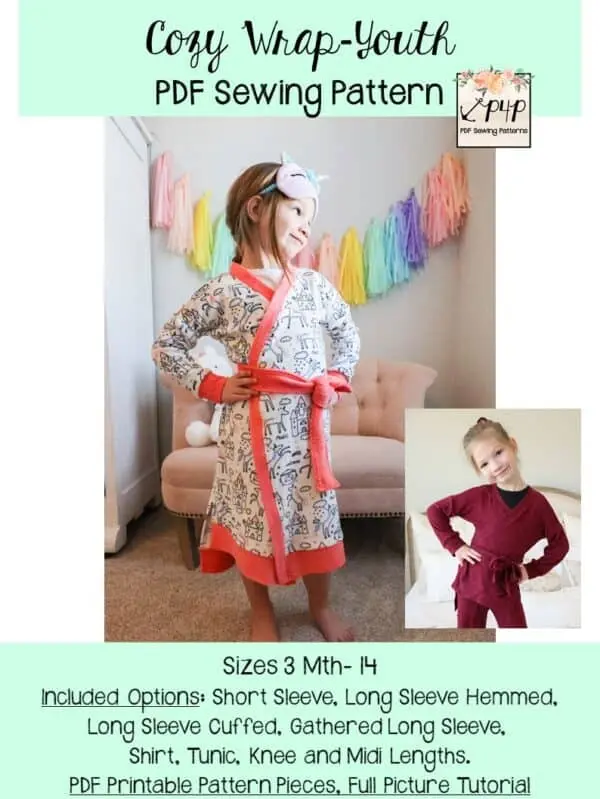 Cozy Wrap-Youth
PDF Sewing Pattern
P4P
PDF Sewing Patterns
Sizes 3 Mth- 14
Included Options: Short Sleeve, Long Sleeve Hemmed,
Long Sleeve Cuffed, Gathered Long Sleeve,
Shirt, Tunic, Knee and Midi Lengths.
PDF Printable Pattern Pieces, Full Picture Tutorial